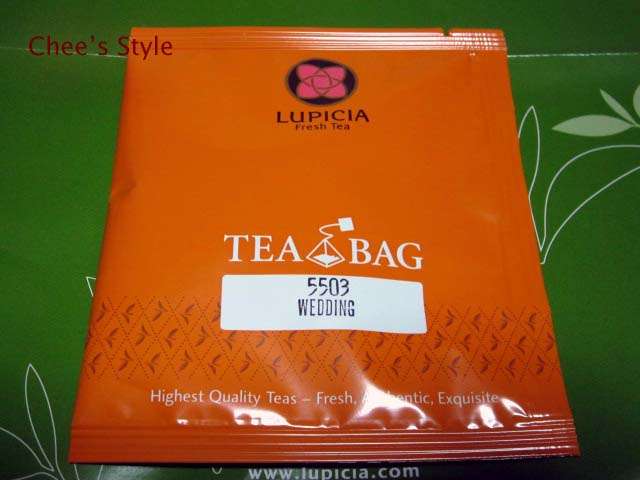 Chee's Style
LUPICIA
Fresh Tea
TEA BAG
5503
WEDDING
Highest Quality Teas – Fresh, Authentic, Exquisite
www.lupicia.com